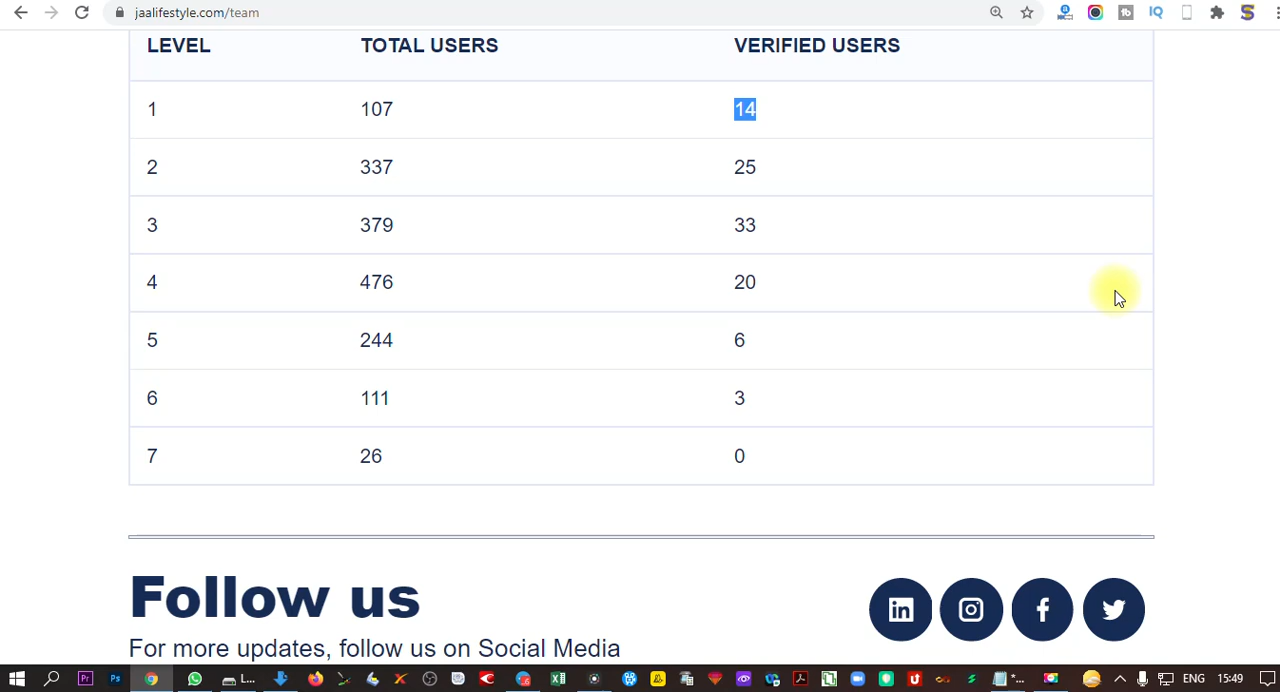 jaalifestyle.com/team
LEVEL TOTAL USERS VERIFIED USERS
1 107 14
2 337 25
3 379 33
4 476 20
5 244 6
6 111 3
7 26 0
Follow us
For more updates, follow us on Social Media
L... ENG 15:49